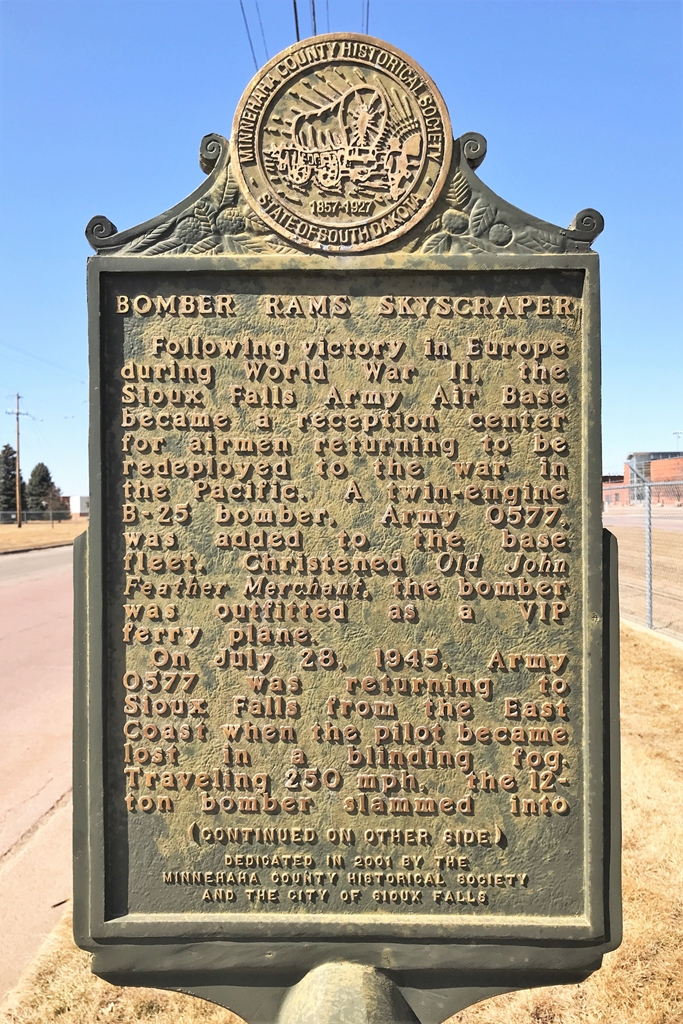 MINNEHAHA COUNTY HISTORICAL SOCIETY
1857-1927
STATE OF SOUTH DAKOTA
BOMBER RAMS SKYSCRAPER
Following victory in Europe
during World War II, the
Sioux Falls Army Air Base
became a reception center
for airmen returning to be
redeployed to the war in
the Pacific. A twin-engine
B-25 bomber, Army 0577,
was added to the base
fleet. Christened Old John
Feather Merchant, the bomber
was outfitted as a VIP
ferry plane.
On July 28, 1945, Army
0577 was returning to
Sioux Falls from the East
Coast when the pilot became
lost in a blinding fog.
Traveling 250 mph, the 12-
ton bomber slammed into
(CONTINUED ON OTHER SIDE)
DEDICATED IN 2001 BY THE
MINNEHAHA COUNTY HISTORICAL SOCIETY
AND THE CITY OF SIOUX FALLS